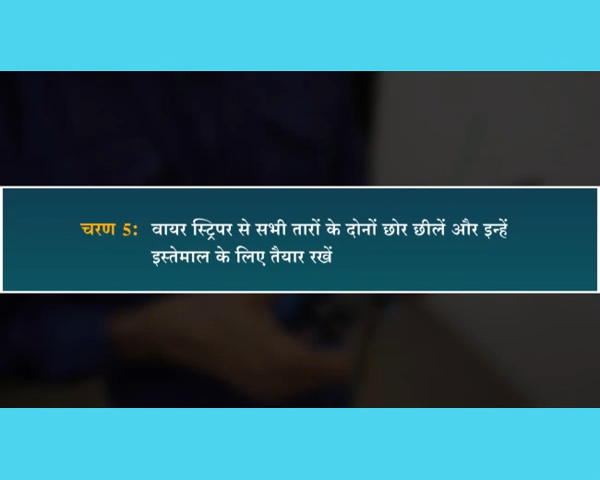 चरण 5: वायर स्ट्रिपर से सभी तारों के दोनों छोर छीलें और इन्हें
इस्तेमाल के लिए तैयार रखें